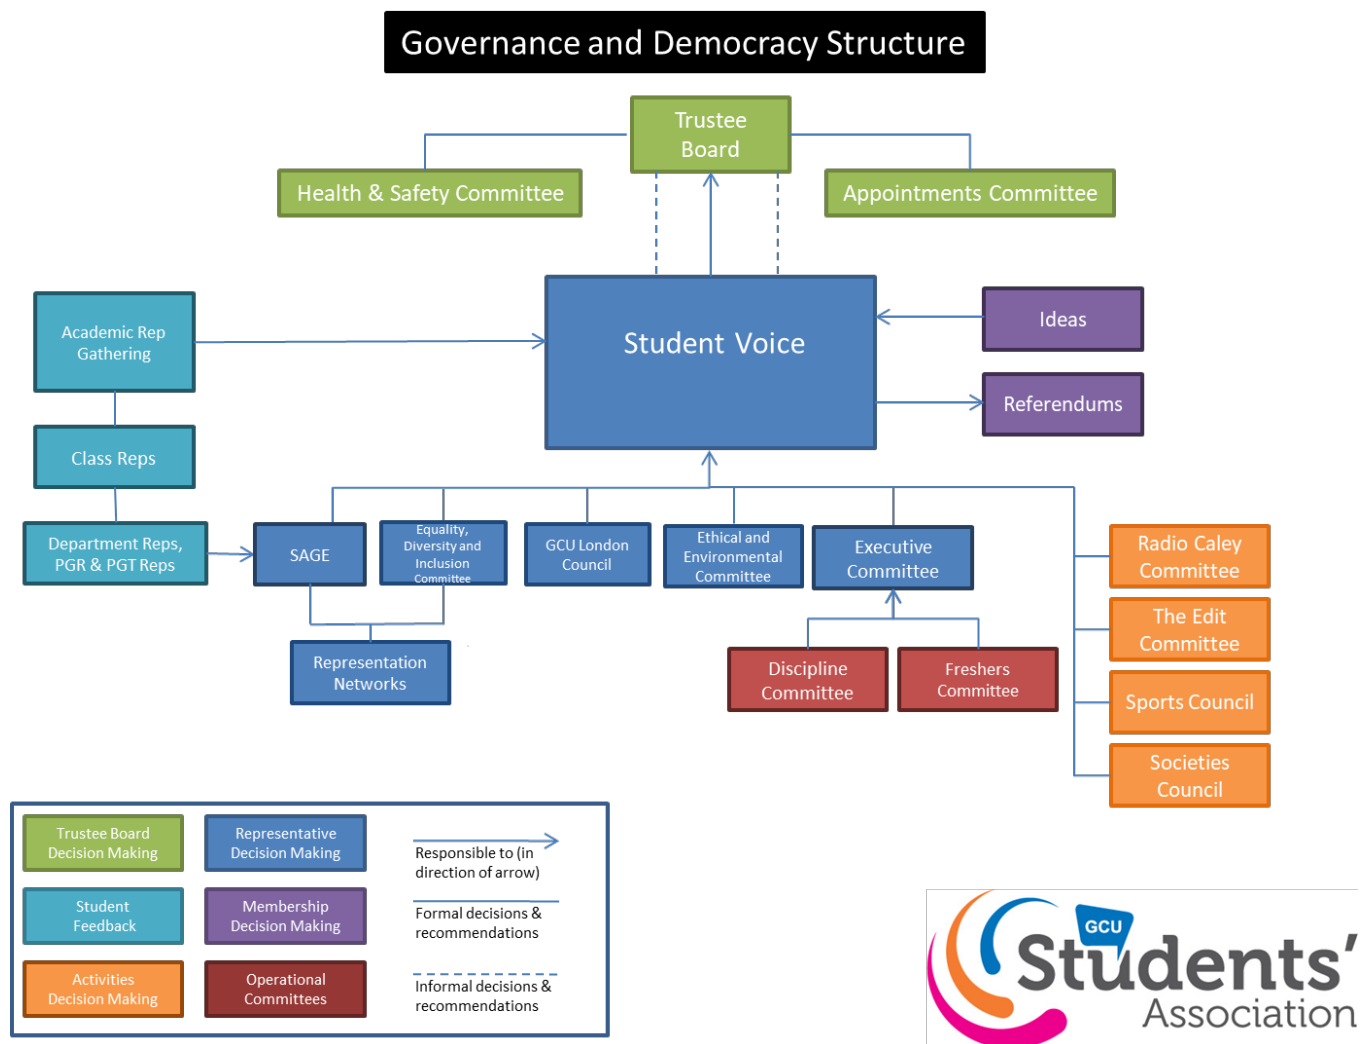 Governance and Democracy Structure
Trustee
Board
Health & Safety Committee
Appointments Committee
Academic Rep
Gathering
Student Voice
Ideas
Referendums
Class Reps
Department Reps,
PGR & PGT Reps
SAGE
Equality,
Diversity and
Inclusion
Committee
GCU London
Council
Ethical and
Environmental
Committee
Executive
Committee
Radio Caley
Committee
The Edit
Committee
Sports Council
Societies
Council
Representation
Networks
Discipline
Committee
Freshers
Committee
Trustee Board
Decision Making
Representative
Decision Making
Responsible to (in
direction of arrow)
Student
Feedback
Membership
Decision Making
Formal decisions &
recommendations
Activities
Decision Making
Operational
Committees
Informal decisions &
recommendations
GCU
Students'
Association